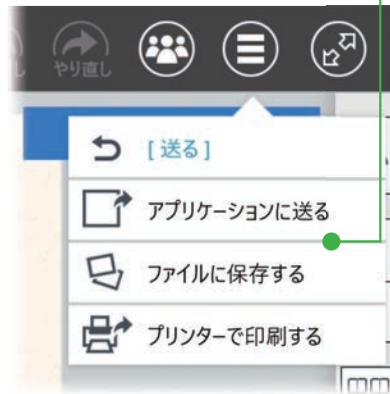 やり直し
[送る]
アプリケーションに送る
ファイルに保存する
プリンターで印刷する